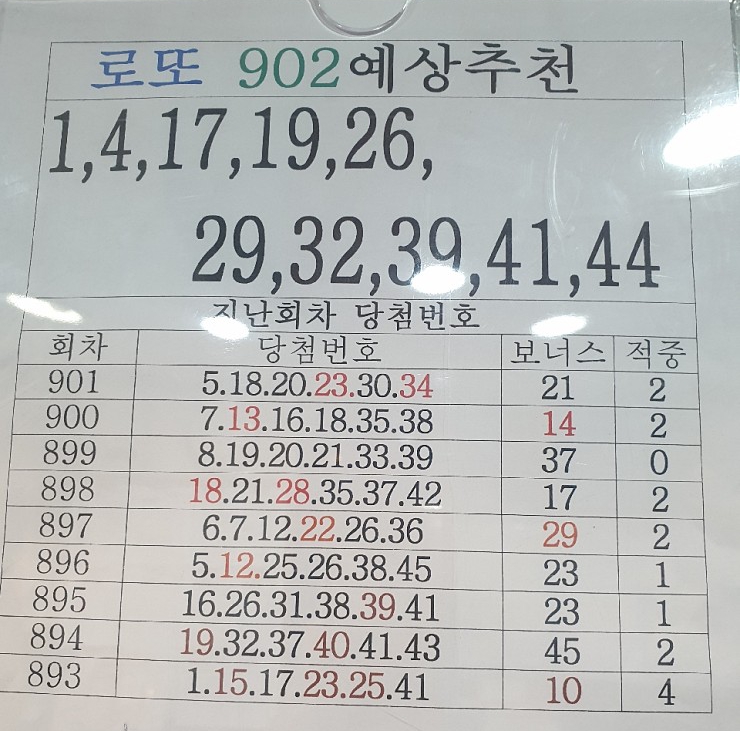 로또 902예상추천
1,4,17,19,26,
29,32,39,41,44
지난회차 당첨번호
회차 당첨번호 보너스 적중
901 5.18.20.23.30.34 21 2
900 7.13.16.18.35.38 14 2
899 8.19.20.21.33.39 37 0
898 18.21.28.35.37.42 17 2
897 6.7.12.22.26.36 29 2
896 5.12.25.26.38.45 23 1
895 16.26.31.38.39.41 23 1
894 19.32.37.40.41.43 45 2
893 1.15.17.23.25.41 10 4